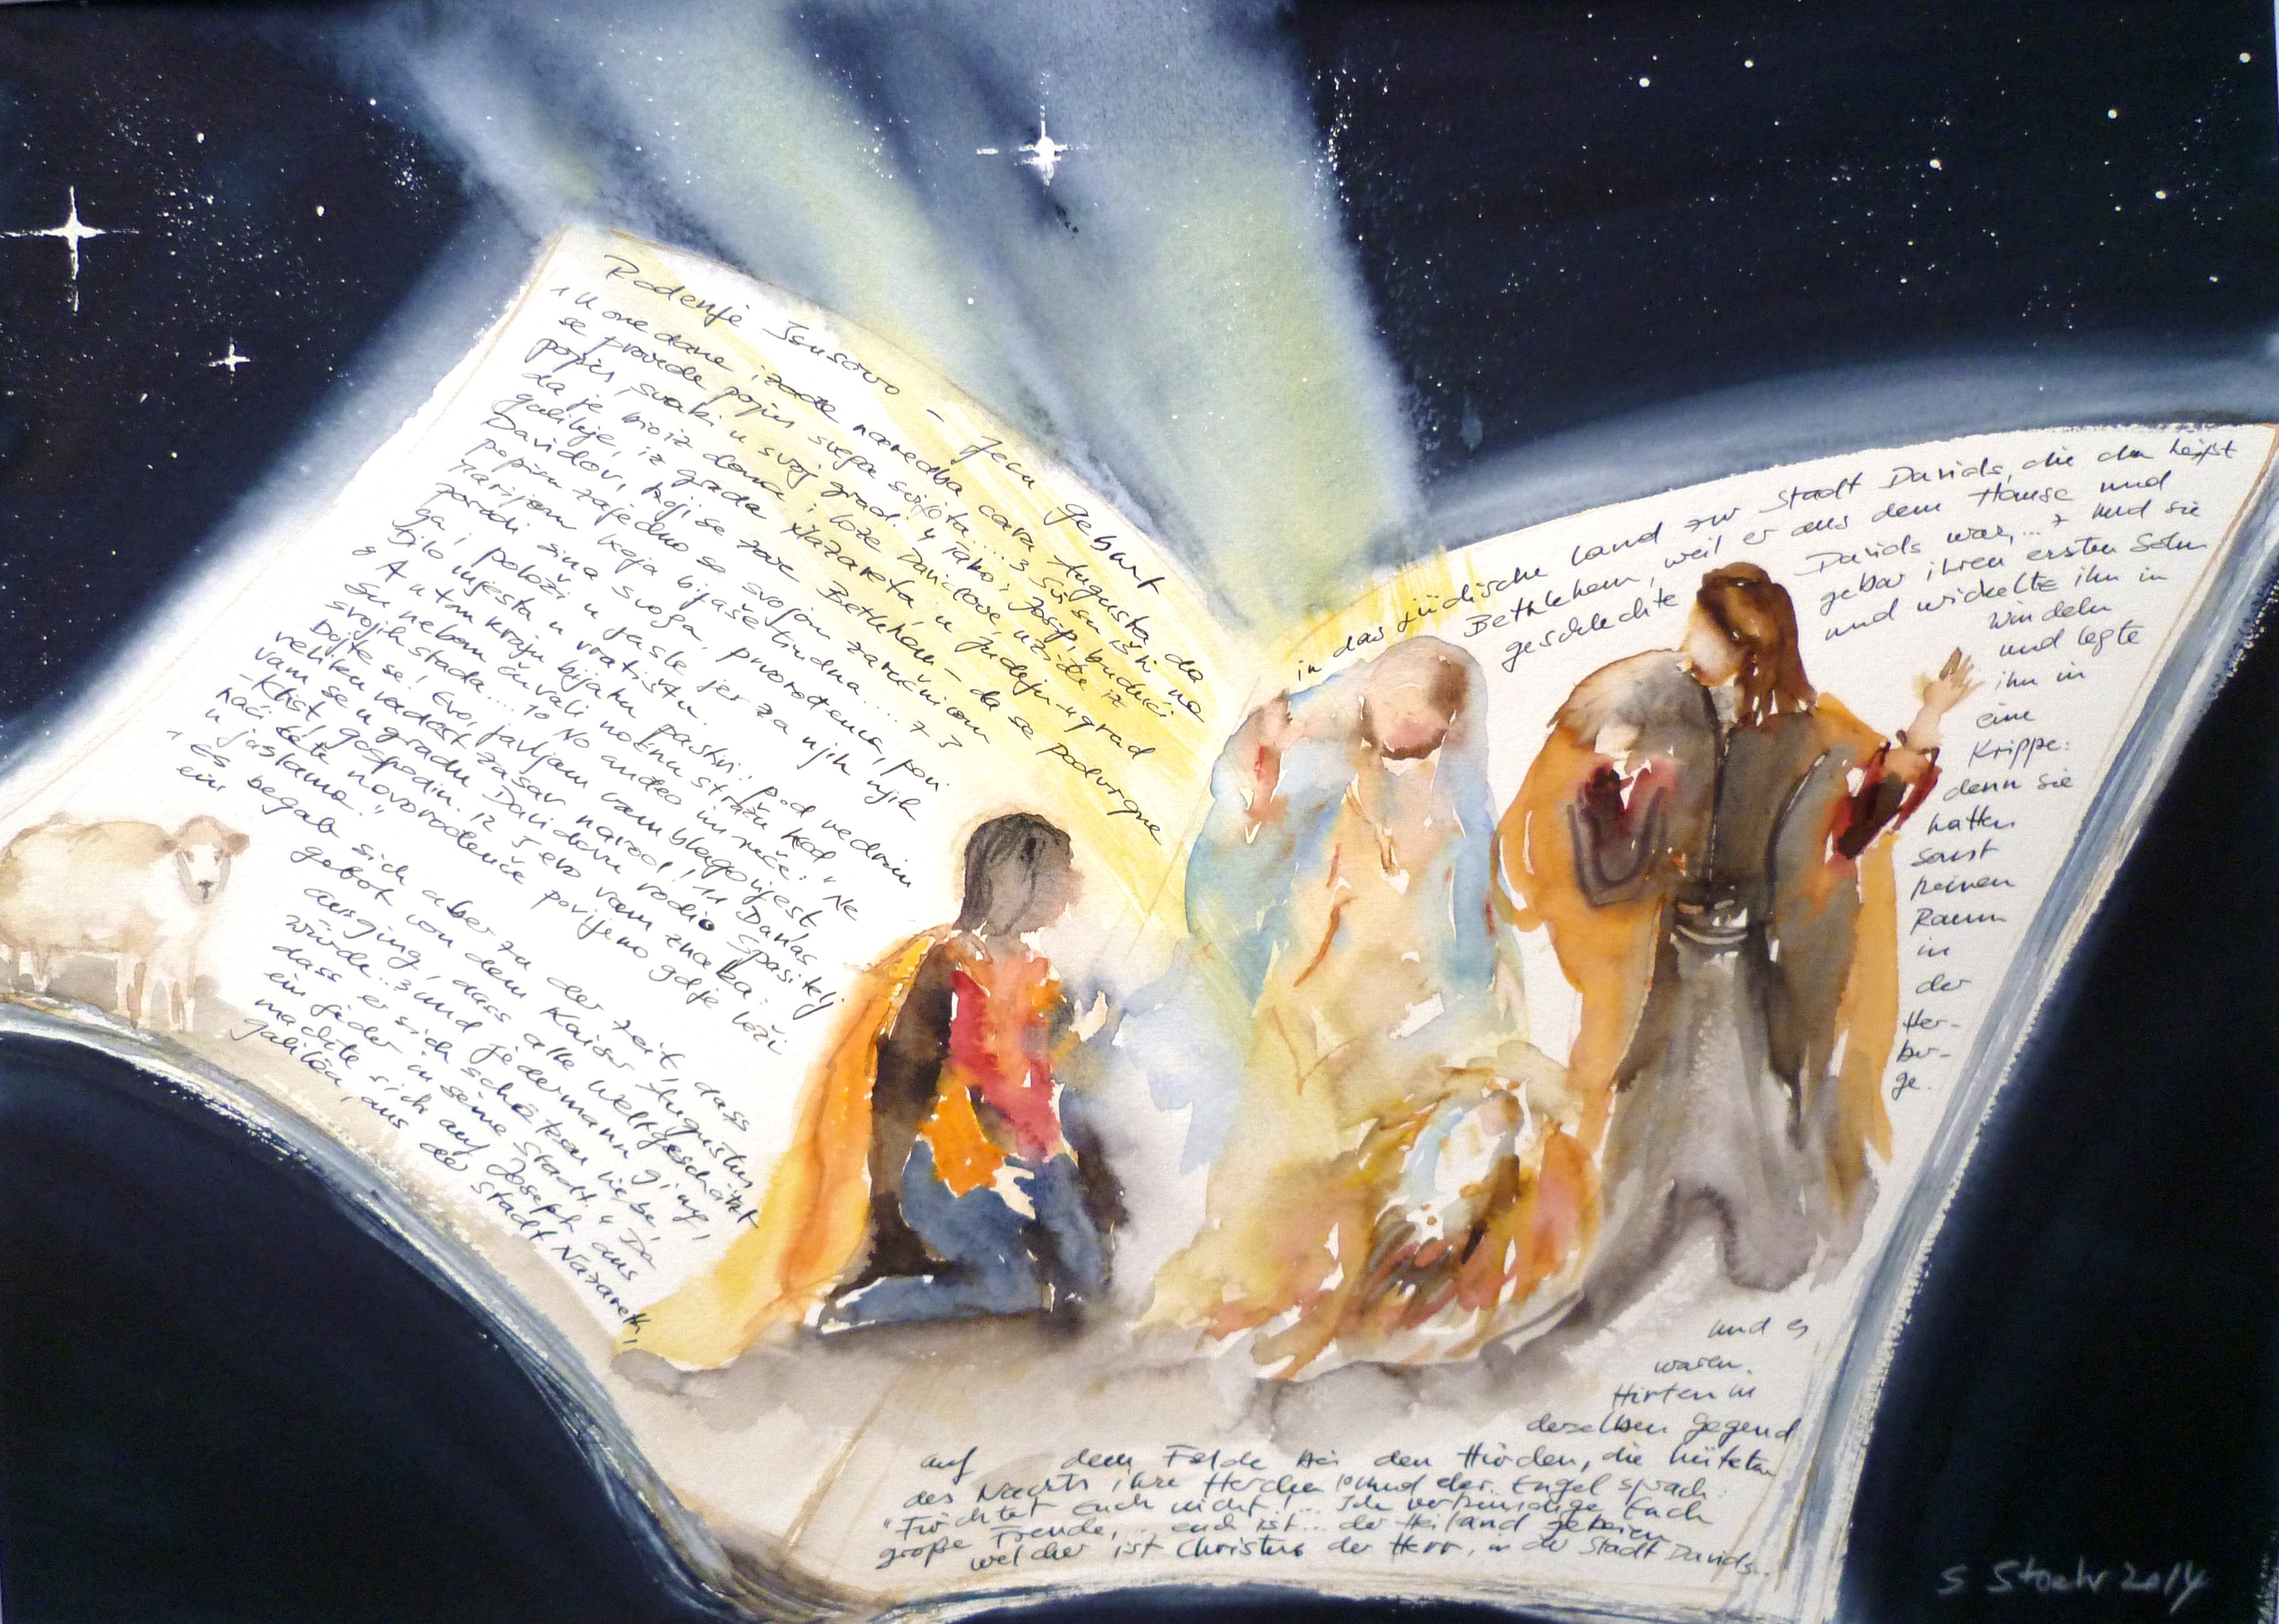 Rođenje Isusovo – Jesu Geburt
1 U one dane izađe naredba cara Augusta da
se provede popis svega svijeta.... 3 Svi su išli na
popis, svaki u svoj grad. 4 Tako i Josip, budući
da je bio iz doma i loze Davidove, uziđe iz
galileje, iz grada Nazareta, u Judeju – u grad
Davidov, koji se zove Betlehem – da se podvrgne
popisu zajedno sa svojom zaručnicom
Marijom koja bijaše trudna.... 7 I
porodi sina svoga, prvorođenca, povi
ga, i položi u jasle jer za njih nije
bilo mjesta u svratištu.
8 A u tom kraju bijahu pastiri: pod vedrim
su nebom čuvali noćnu stražu kod
svojih stada.... 10 No anđeo im reče: "Ne
bojte se! Evo, javljam vam blagovijest
veliku radost za sav narod! 11 Danas
vam se u gradu Davidovu rodio Spasitelj
– Krist, gospodin. 12 I evo vam znaka:
naći ćete novorođenče povijeno gdje leži
u jaslama."
1 Es begab sich aber zu der Zeit, dass
ein gebot von dem Kaiser Augustus
ausging, dass alle Welt geschätzt
würde...3 und jedermann ging,
dass er sich schätzen liesse,
ein jeder in seine Stadt. 4 Da
machte sich auf Joseph aus
Galiläa, aus der Stadt Nazareth,
in das jüdische Land zur Stadt Davids, die da heißt
Bethlehem, weil er aus dem Hause und
geschlechte Davids war,... 7 und sie
gebar ihren ersten Sohn
und wickelte ihn in
Windeln
und legte
ihn in
eine
Krippe:
denn sie
hatten
sonst
keinen
Raum
in
der
Her-
ber-
ge.
und es
waren
Hirten in
derselben gegend
auf dem Felde bei den Hürden, die hüteten
des Nachts ihre Herde. 10 und der Engel sprach:
"Fürchtet Euch nicht!... Ich verkündige Euch
große Freude,... euch ist... der Heiland geboren
welcher ist Christus der Herr, in der Stadt Davids...
S Stoehr 2014